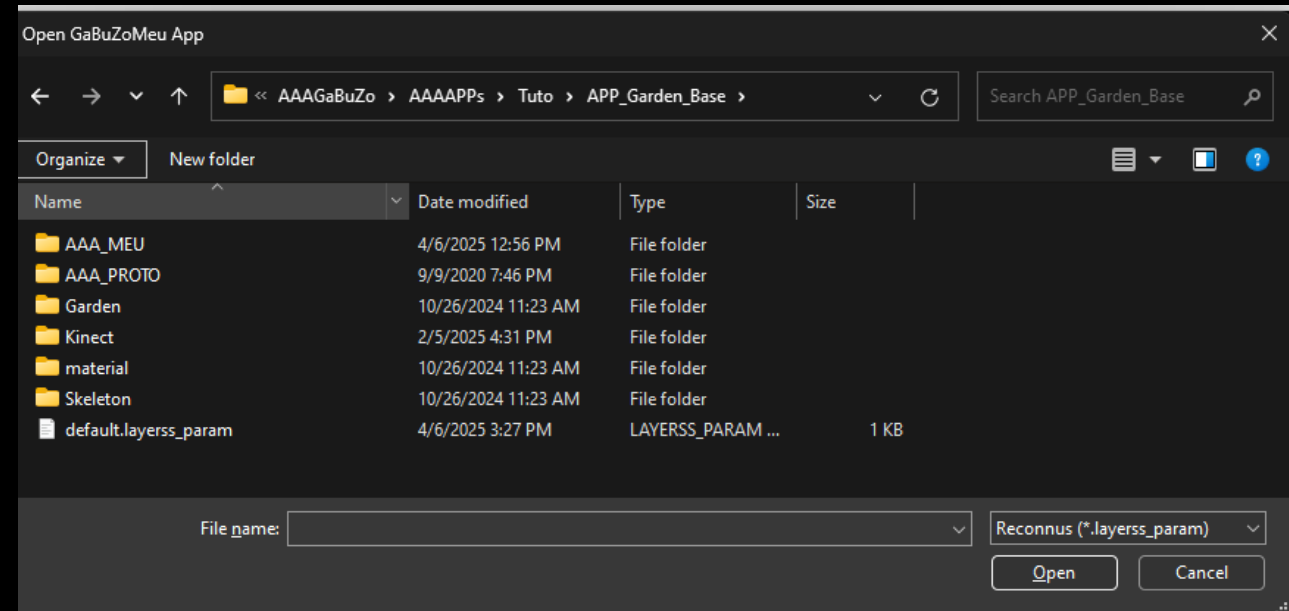 Open GaBuZoMeu App
« AAAGaBuZo > AAAAPPs > Tuto > APP_Garden_Base >
Search APP_Garden_Base
Organize
New folder
Name Date modified Type Size
AAA_MEU 4/6/2025 12:56 PM File folder
AAA_PROTO 9/9/2020 7:46 PM File folder
Garden 10/26/2024 11:23 AM File folder
Kinect 2/5/2025 4:31 PM File folder
material 10/26/2024 11:23 AM File folder
Skeleton 10/26/2024 11:23 AM File folder
default.layerss_param 4/6/2025 3:27 PM LAYERSS_PARAM ... 1 KB
File name:
Reconnus (*.layerss_param)
Open
Cancel